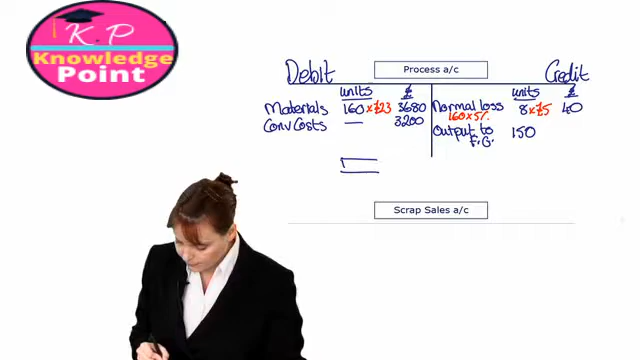 K.P
Knowledge
Point
Debit Process a/c Credit
units £ units £
Materials 160 x £23 3680 Normal loss 8 x £5 40
160 x 5%
Conv Costs — 3200
Output to 150
F.G.
Scrap Sales a/c